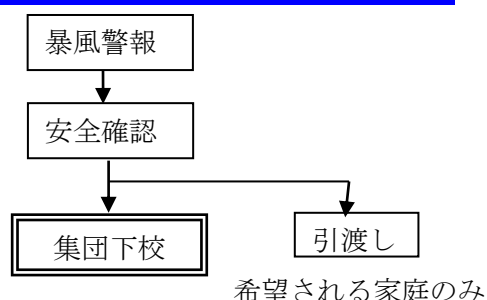 暴風警報
安全確認
集団下校
引渡し
希望される家庭のみ